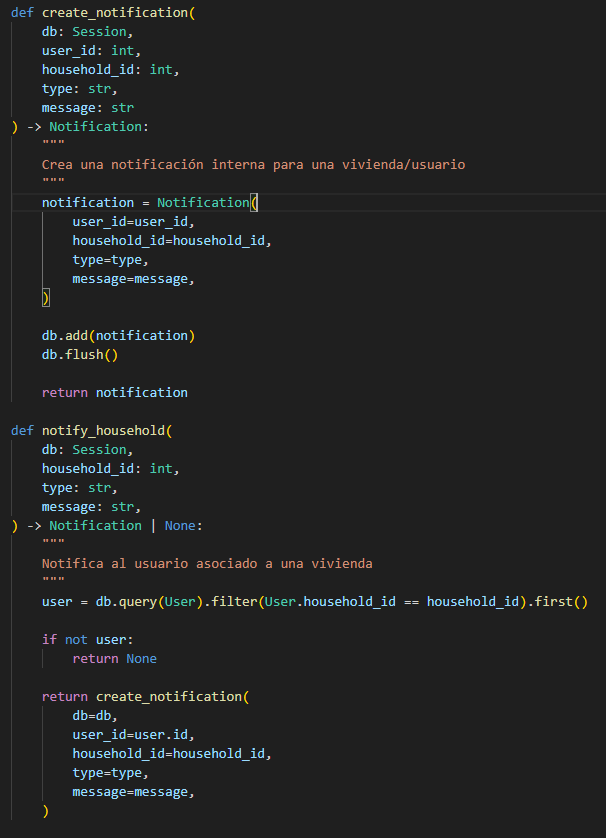 def create_notification(
    db: Session,
    user_id: int,
    household_id: int,
    type: str,
    message: str
) -> Notification:
    """
    Crea una notificación interna para una vivienda/usuario
    """
    notification = Notification(
        user_id=user_id,
        household_id=household_id,
        type=type,
        message=message,
    )

    db.add(notification)
    db.flush()

    return notification

def notify_household(
    db: Session,
    household_id: int,
    type: str,
    message: str,
) -> Notification | None:
    """
    Notifica al usuario asociado a una vivienda
    """
    user = db.query(User).filter(User.household_id == household_id).first()

    if not user:
        return None

    return create_notification(
        db=db,
        user_id=user.id,
        household_id=household_id,
        type=type,
        message=message,
    )